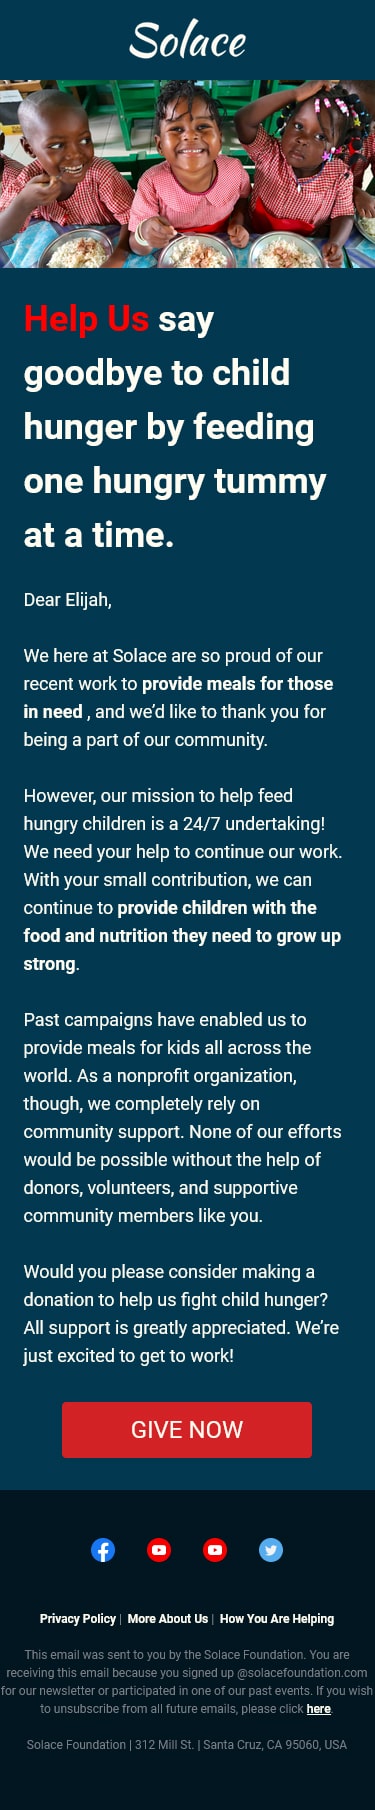 Solace
Help Us say
goodbye to child
hunger by feeding
one hungry tummy
at a time.
Dear Elijah,
We here at Solace are so proud of our
recent work to provide meals for those
in need , and we’d like to thank you for
being a part of our community.
However, our mission to help feed
hungry children is a 24/7 undertaking!
We need your help to continue our work.
With your small contribution, we can
continue to provide children with the
food and nutrition they need to grow up
strong.
Past campaigns have enabled us to
provide meals for kids all across the
world. As a nonprofit organization,
though, we completely rely on
community support. None of our efforts
would be possible without the help of
donors, volunteers, and supportive
community members like you.
Would you please consider making a
donation to help us fight child hunger?
All support is greatly appreciated. We’re
just excited to get to work!
GIVE NOW
Privacy Policy | More About Us | How You Are Helping
This email was sent to you by the Solace Foundation. You are
receiving this email because you signed up @solacefoundation.com
for our newsletter or participated in one of our past events. If you wish
to unsubscribe from all future emails, please click here.
Solace Foundation | 312 Mill St. | Santa Cruz, CA 95060, USA